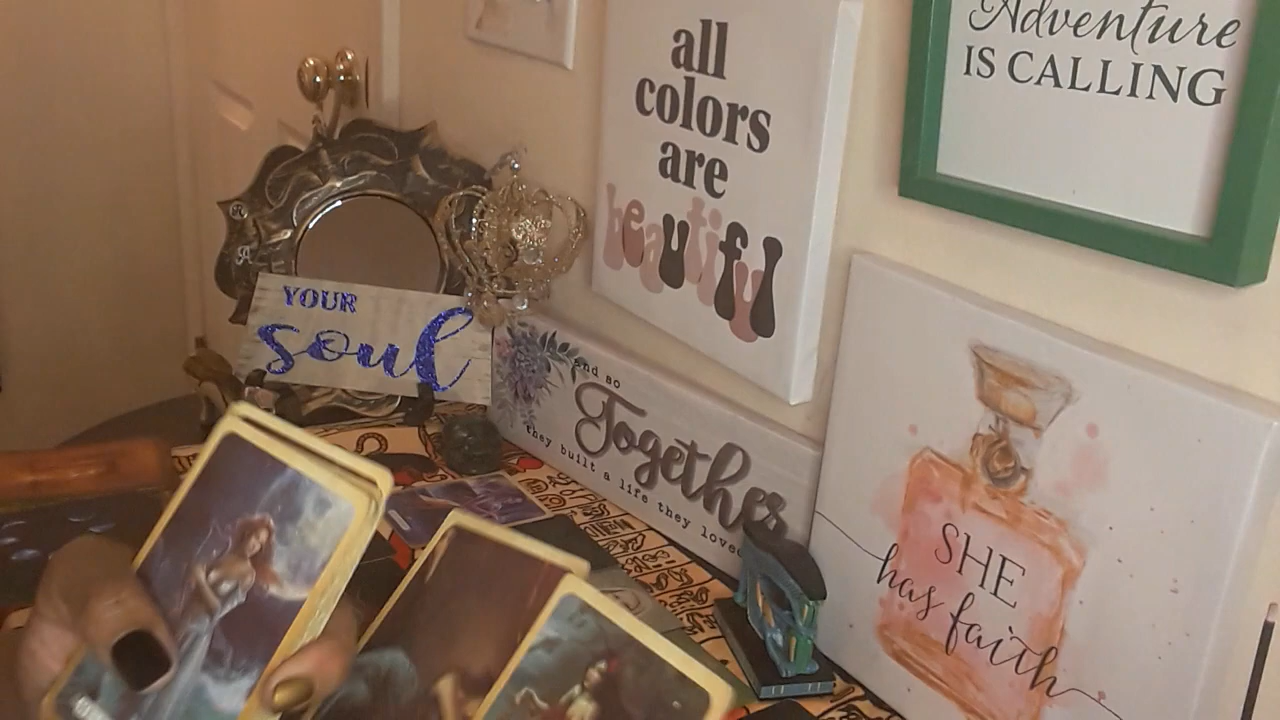 Adventure
IS CALLING
all
colors
are
beautiful
YOUR
soul
and so
Together
they built a life they loved
SHE
has faith